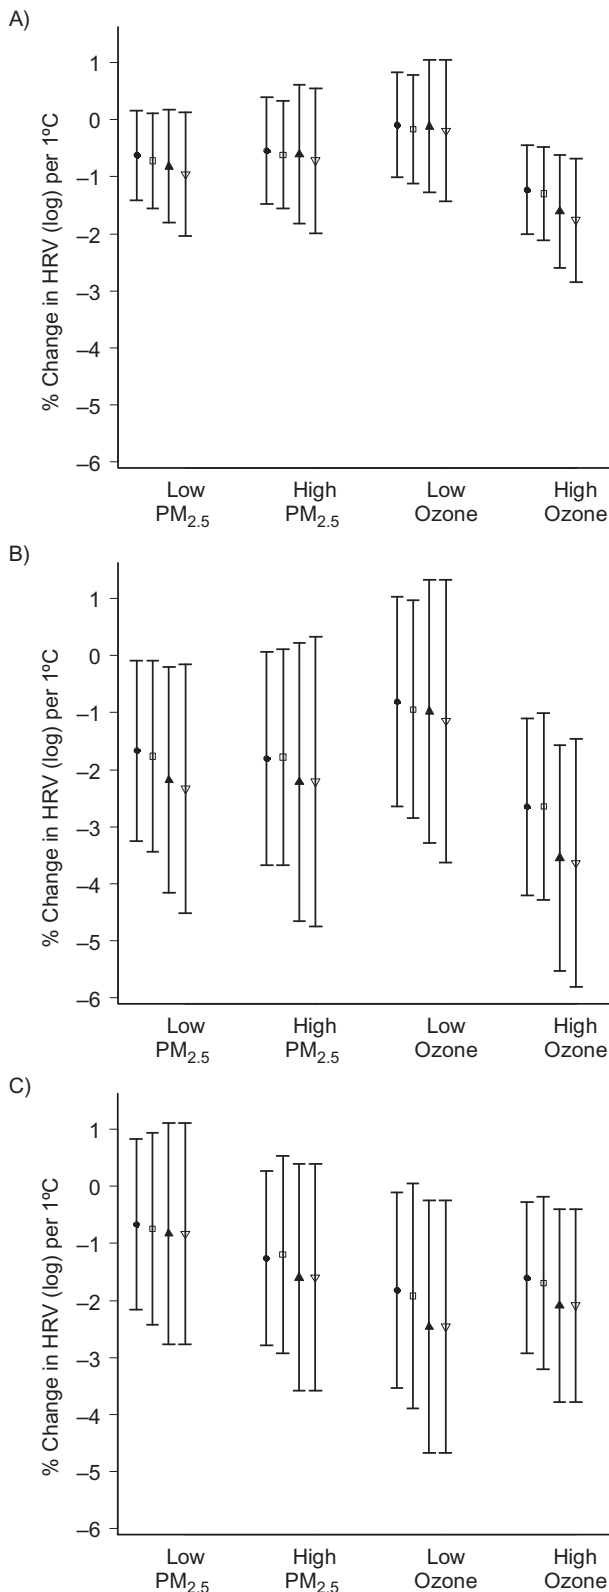 A)
% Change in HRV (log) per 1ºC
1
0
–1
–2
–3
–4
–5
–6
Low
PM2.5
High
PM2.5
Low
Ozone
High
Ozone
B)
% Change in HRV (log) per 1ºC
1
0
–1
–2
–3
–4
–5
–6
Low
PM2.5
High
PM2.5
Low
Ozone
High
Ozone
C)
% Change in HRV (log) per 1ºC
1
0
–1
–2
–3
–4
–5
–6
Low
PM2.5
High
PM2.5
Low
Ozone
High
Ozone